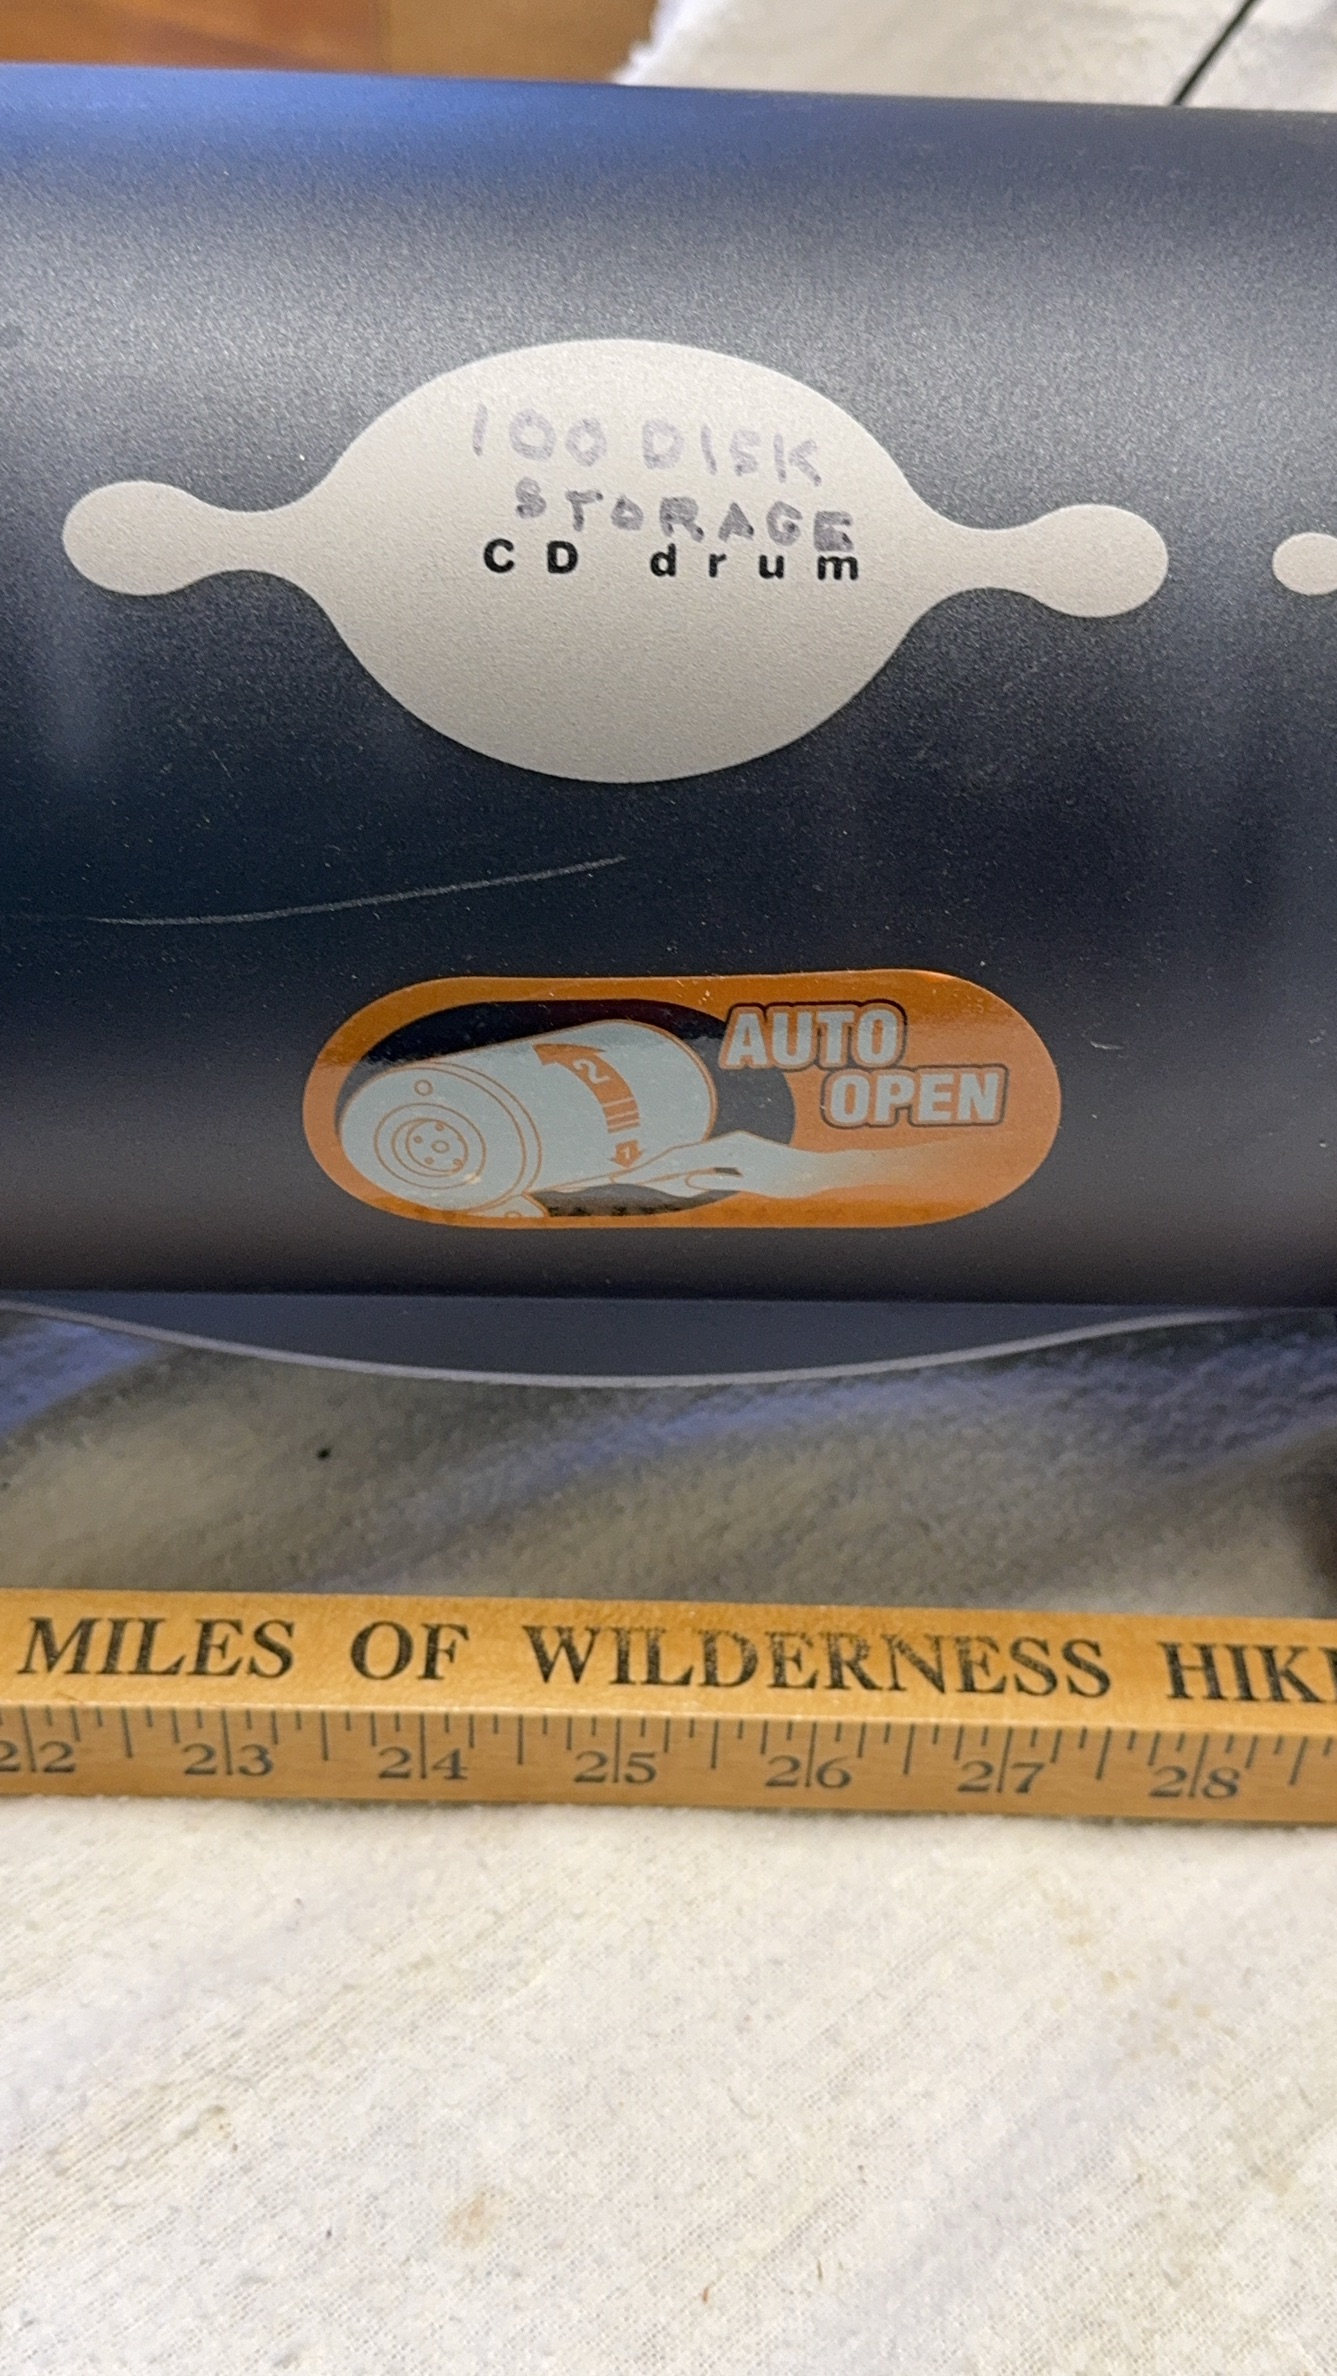 100 DISK
STORAGE
CD drum
AUTO
OPEN
2
1
MILES OF WILDERNESS HIKI
22 23 24 25 26 27 28